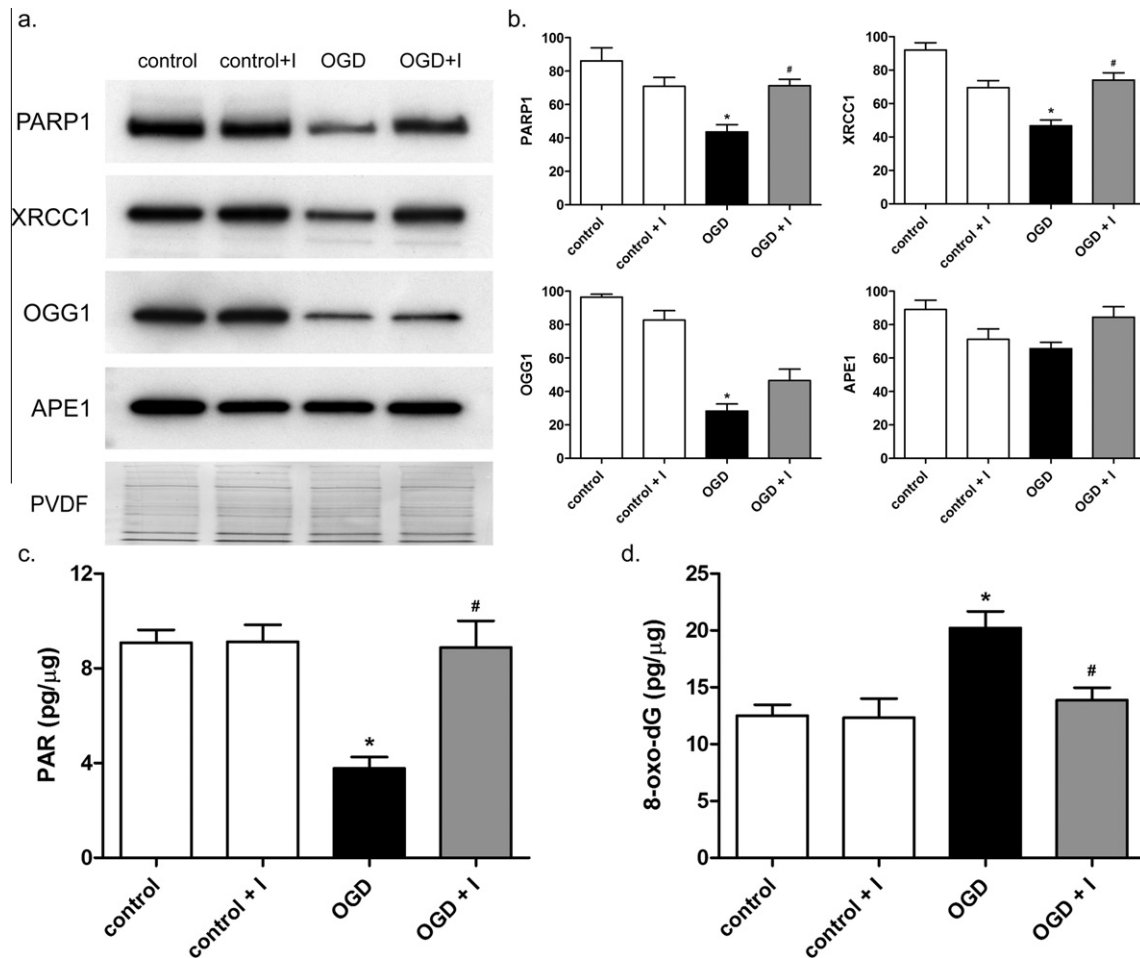 a.
control control+I OGD OGD+I
PARP1
XRCC1
OGG1
APE1
PVDF
b.
PARP1
100
80
60
40
20
0
*
#
control
control + I
OGD
OGD + I
XRCC1
100
80
60
40
20
0
*
#
control
control + I
OGD
OGD + I
OGG1
100
80
60
40
20
0
*
control
control + I
OGD
OGD + I
APE1
100
80
60
40
20
0
control
control + I
OGD
OGD + I
c.
PAR (pg/μg)
12
9
6
4
0
*
#
control
control + I
OGD
OGD + I
d.
8-oxo-dG (pg/μg)
25
20
15
10
5
0
*
#
control
control + I
OGD
OGD + I